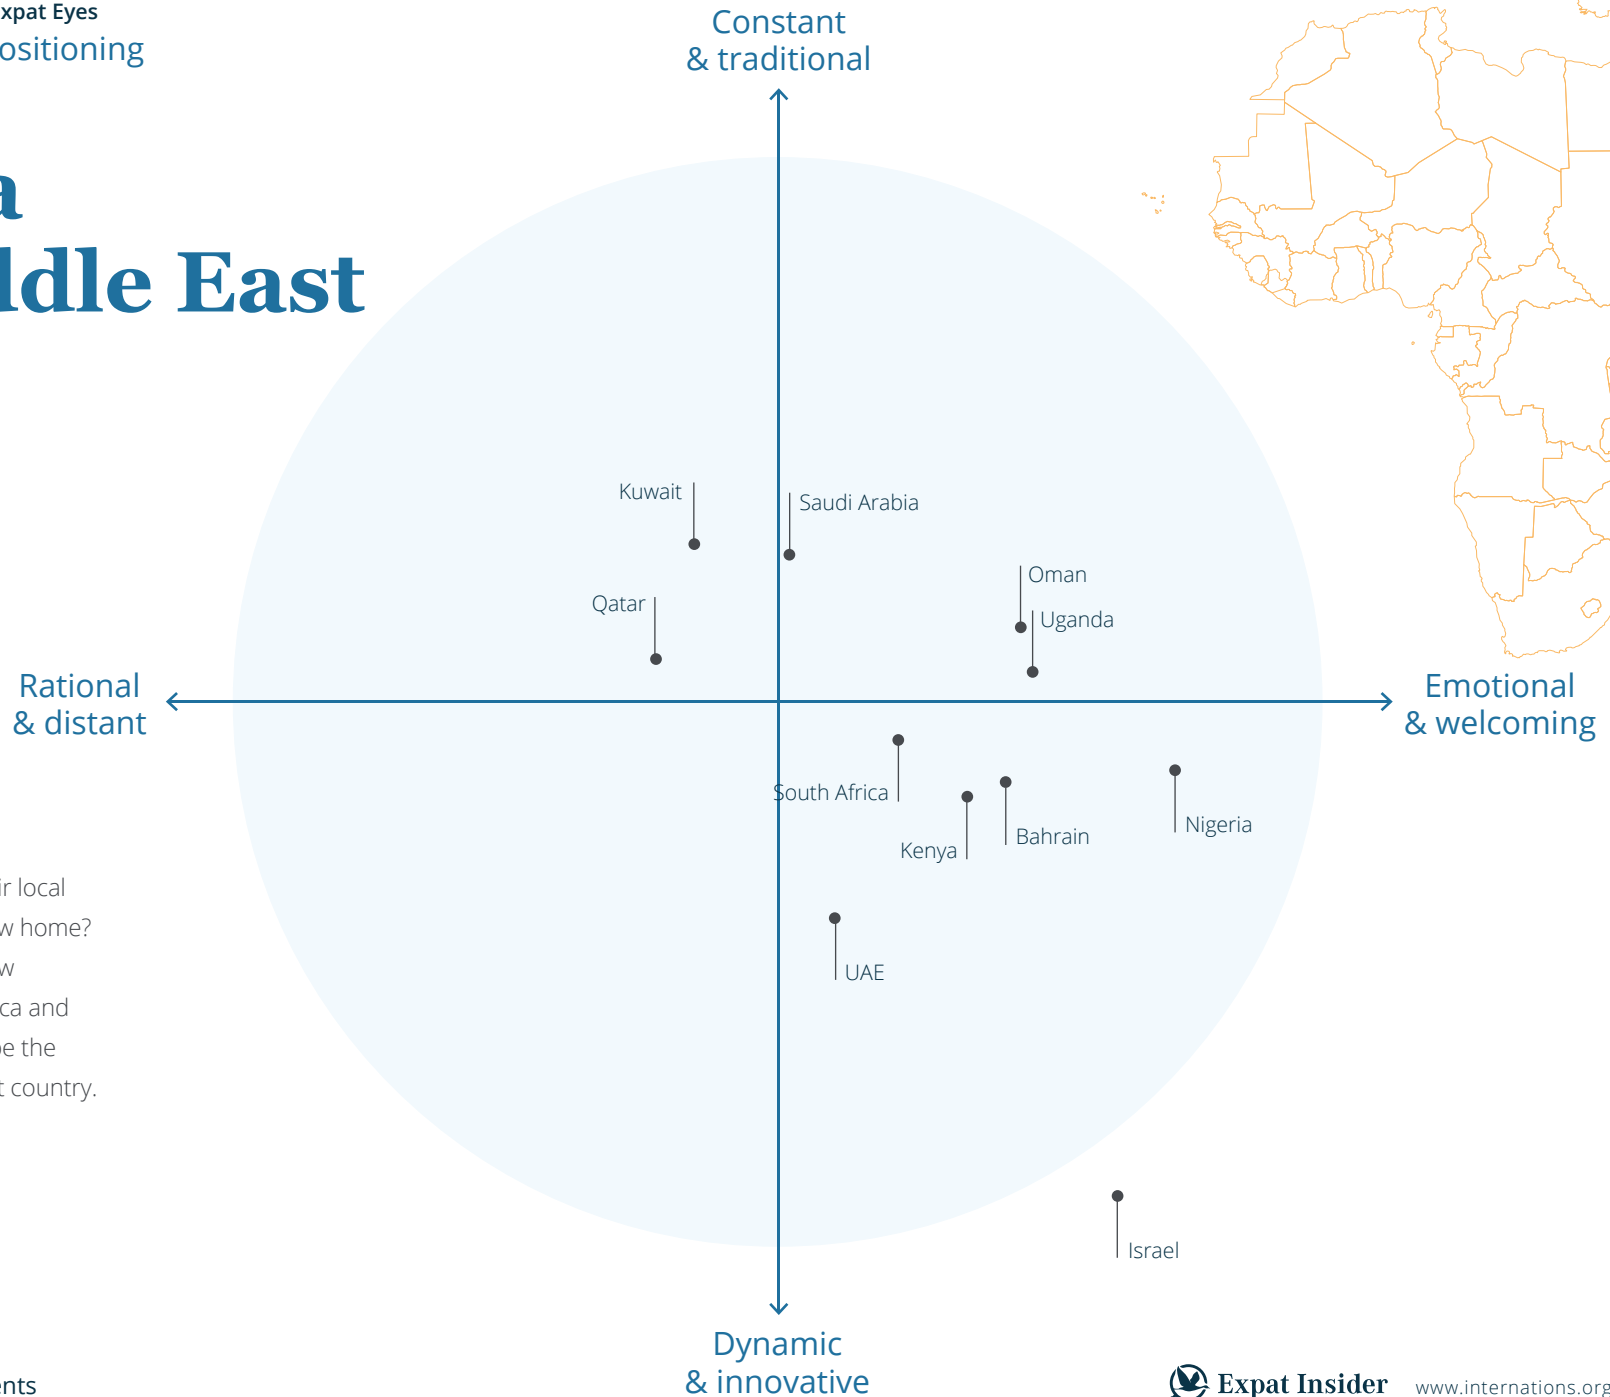 xpat Eyes
ositioning
a
ddle East
Constant
& traditional
Kuwait
Saudi Arabia
Oman
Qatar
Uganda
Rational
& distant
Emotional
& welcoming
South Africa
Nigeria
Bahrain
Kenya
ir local
w home?
w
UAE
ca and
be the
t country.
Israel
Dynamic
& innovative
ents
Expat Insider
www.internations.org